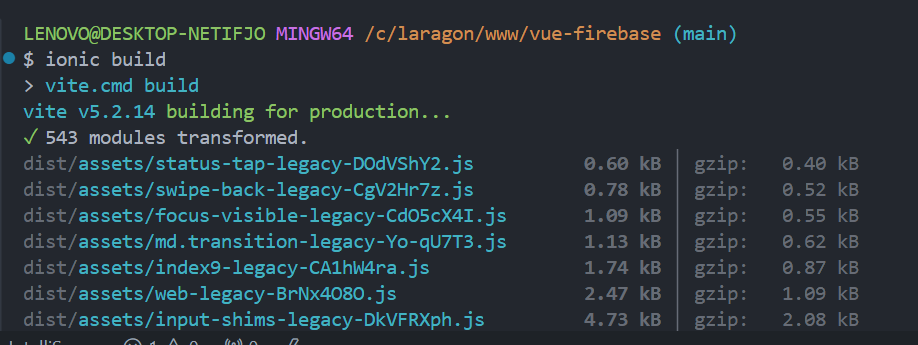 LENOVO@DESKTOP-NETIFJO MINGW64 /c/laragon/www/vue-firebase (main)
$ ionic build
> vite.cmd build
vite v5.2.14 building for production...
✓ 543 modules transformed.
dist/assets/status-tap-legacy-DOdVShY2.js 0.60 kB │ gzip: 0.40 kB
dist/assets/swipe-back-legacy-CgV2Hr7z.js 0.78 kB │ gzip: 0.52 kB
dist/assets/focus-visible-legacy-CdO5cX4I.js 1.09 kB │ gzip: 0.55 kB
dist/assets/md.transition-legacy-Yo-qU7T3.js 1.13 kB │ gzip: 0.62 kB
dist/assets/index9-legacy-CA1hW4ra.js 1.74 kB │ gzip: 0.87 kB
dist/assets/web-legacy-BrNx4O8O.js 2.47 kB │ gzip: 1.09 kB
dist/assets/input-shims-legacy-DkVFRXph.js 4.73 kB │ gzip: 2.08 kB